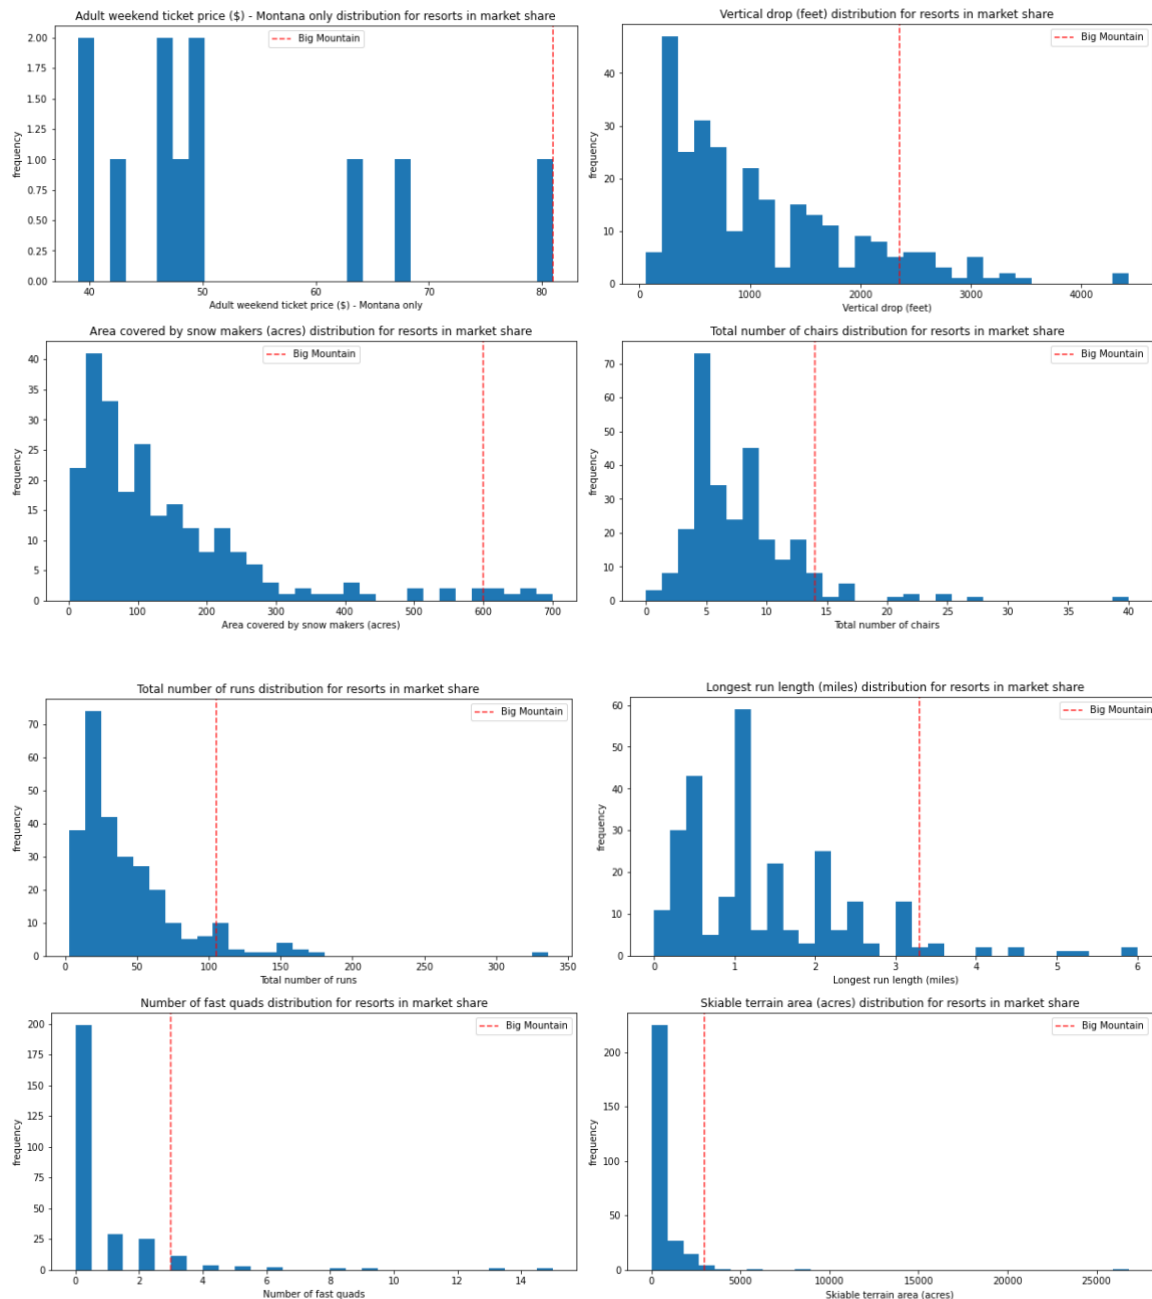 Adult weekend ticket price ($) - Montana only distribution for resorts in market share
Big Mountain
2.00
1.75
1.50
1.25
1.00
0.75
0.50
0.25
0.00
frequency
40 50 60 70 80
Adult weekend ticket price ($) - Montana only
Vertical drop (feet) distribution for resorts in market share
Big Mountain
40
30
20
10
0
frequency
0 1000 2000 3000 4000
Vertical drop (feet)
Area covered by snow makers (acres) distribution for resorts in market share
Big Mountain
40
35
30
25
20
15
10
5
0
frequency
0 100 200 300 400 500 600 700
Area covered by snow makers (acres)
Total number of chairs distribution for resorts in market share
Big Mountain
70
60
50
40
30
20
10
0
frequency
0 5 10 15 20 25 30 35 40
Total number of chairs
Total number of runs distribution for resorts in market share
Big Mountain
70
60
50
40
30
20
10
0
frequency
0 50 100 150 200 250 300 350
Total number of runs
Longest run length (miles) distribution for resorts in market share
Big Mountain
60
50
40
30
20
10
0
frequency
0 1 2 3 4 5 6
Longest run length (miles)
Number of fast quads distribution for resorts in market share
Big Mountain
200
175
150
125
100
75
50
25
0
frequency
0 2 4 6 8 10 12 14
Number of fast quads
Skiable terrain area (acres) distribution for resorts in market share
Big Mountain
200
150
100
50
0
frequency
0 5000 10000 15000 20000 25000
Skiable terrain area (acres)